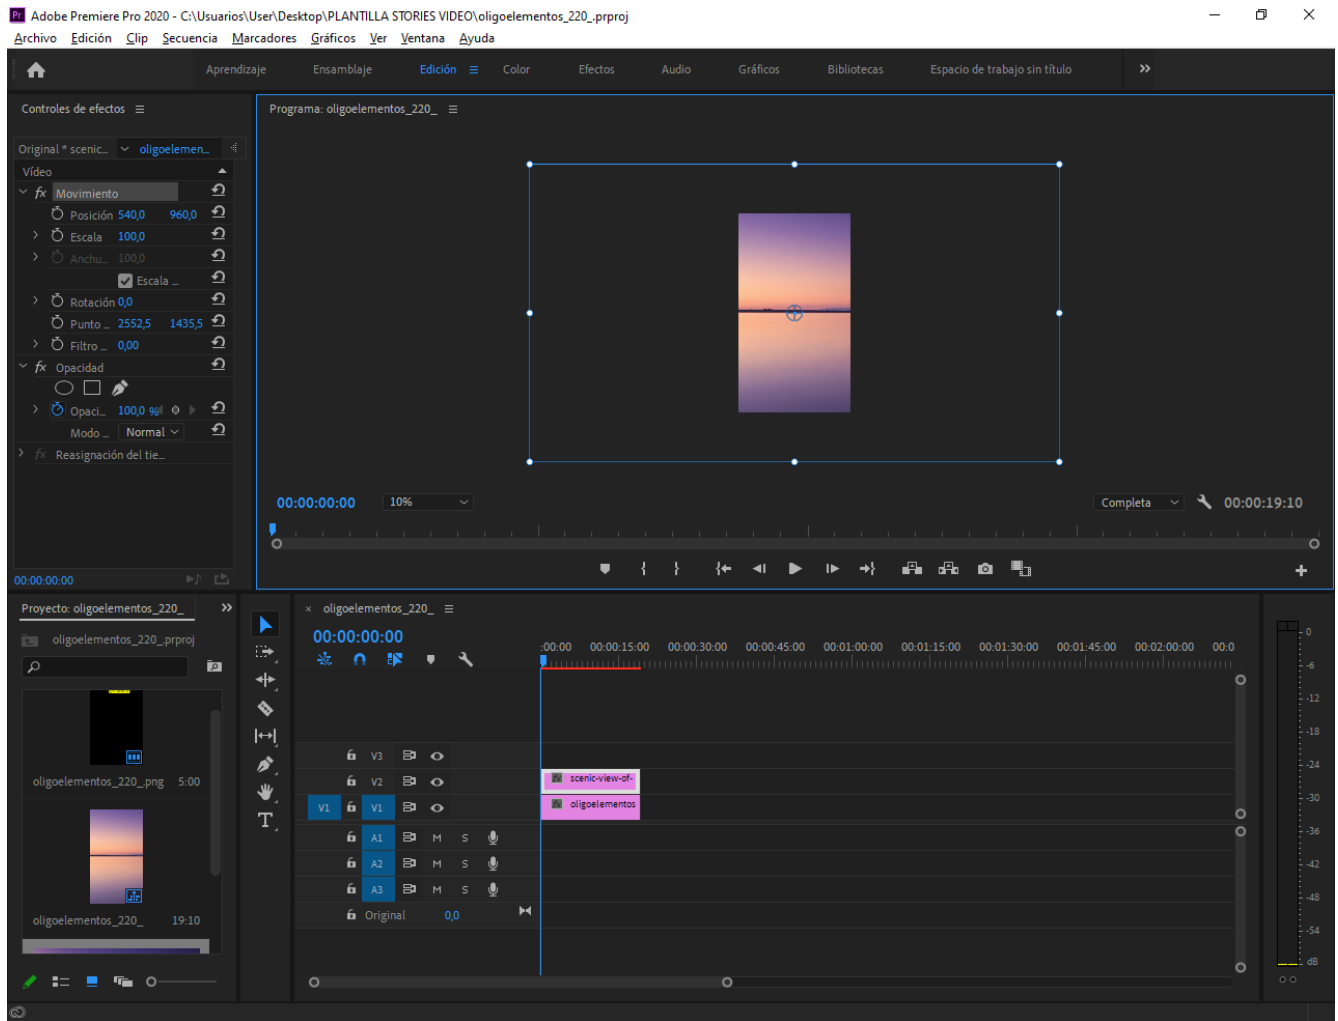 Pr Adobe Premiere Pro 2020 - C:\Usuarios\User\Desktop\PLANTILLA STORIES VIDEO\oligoelementos_220_.prproj
Archivo Edición Clip Secuencia Marcadores Gráficos Ver Ventana Ayuda
Aprendizaje Ensamblaje Edición Color Efectos Audio Gráficos Bibliotecas Espacio de trabajo sin título
Controles de efectos
Programa: oligoelementos_220_
Original * scenic... oligoelemen...
Vídeo
fx Movimiento
Posición 540,0 960,0
Escala 100,0
Anchu... 100,0
Escala ...
Rotación 0,0
Punto ... 2552,5 1435,5
Filtro ... 0,00
fx Opacidad
Opaci... 100,0 %
Modo ... Normal
fx Reasignación del tie...
00:00:00:00
00:00:00:00 10% Completa 00:00:19:10
Proyecto: oligoelementos_220_
oligoelementos_220_.prproj
oligoelementos_220_.png 5:00
oligoelementos_220_ 19:10
× oligoelementos_220_
00:00:00:00
:00:00 00:00:15:00 00:00:30:00 00:00:45:00 00:01:00:00 00:01:15:00 00:01:30:00 00:01:45:00 00:02:00:00 00:0
V3
V2 fx scenic-view-of-
V1 V1 fx oligoelementos
A1 M S
A2 M S
A3 M S
Original 0,0
T
0
-6
-12
-18
-24
-30
-36
-42
-48
-54
dB